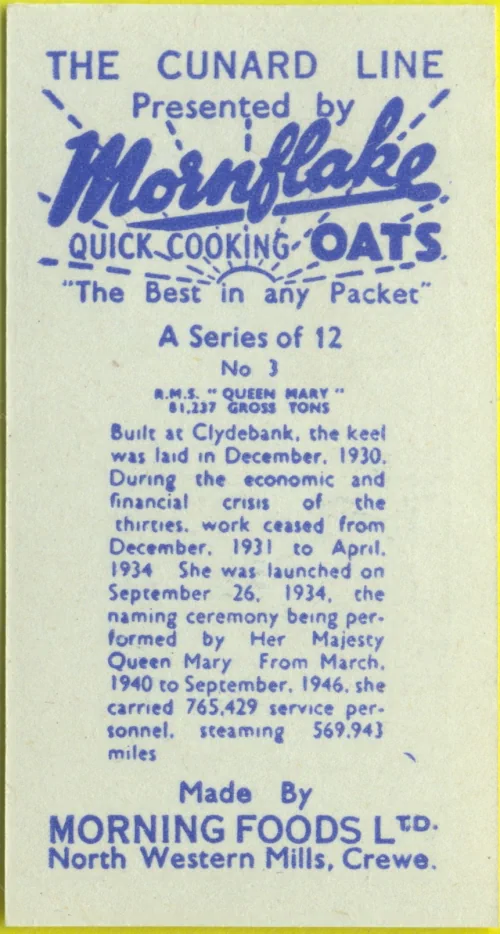 THE CUNARD LINE
Presented by
Mornflake
QUICK COOKING OATS
"The Best in any Packet"
A Series of 12
No 3
R.M.S. "QUEEN MARY"
81,237 GROSS TONS
Built at Clydebank, the keel
was laid in December, 1930.
During the economic and
financial crisis of the
thirties, work ceased from
December, 1931 to April,
1934 She was launched on
September 26, 1934, the
naming ceremony being per-
formed by Her Majesty
Queen Mary From March,
1940 to September, 1946, she
carried 765,429 service per-
sonnel, steaming 569,943
miles
Made By
MORNING FOODS LTD.
North Western Mills, Crewe.